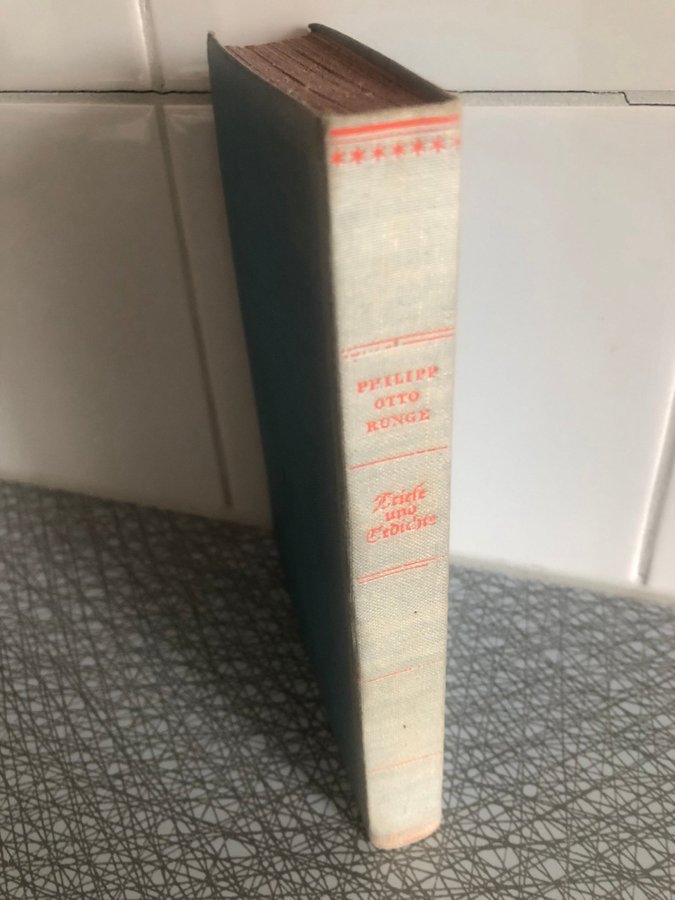 PHILIPP
OTTO
RUNGE
Briefe
und
Gedichte